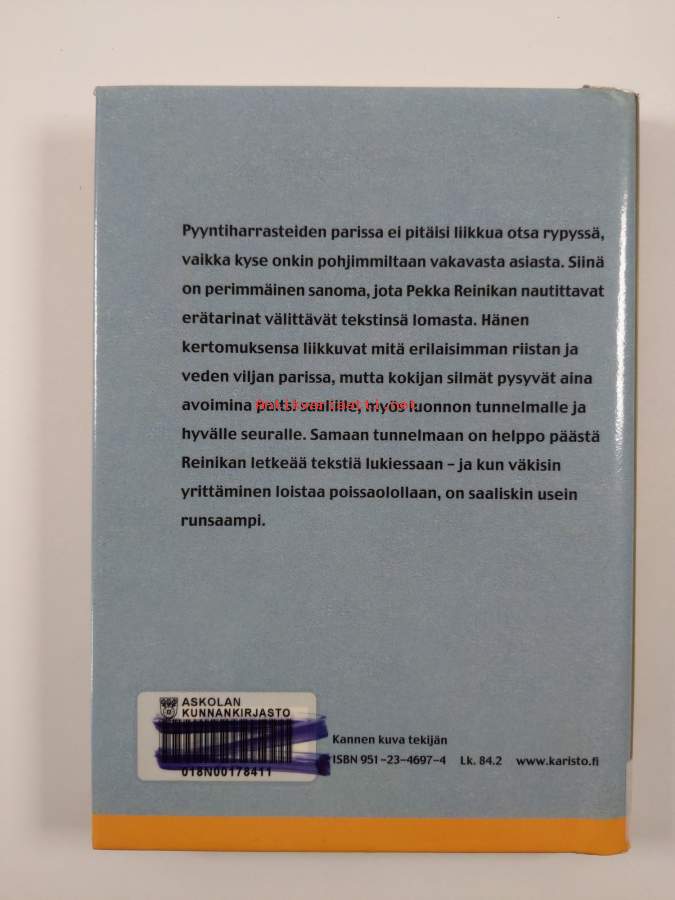 Pyyntiharrasteiden parissa ei pitäisi liikkua otsa rypyssä,
vaikka kyse onkin pohjimmiltaan vakavasta asiasta. Siinä
on perimmäinen sanoma, jota Pekka Reinikan nautittavat
erätarinat välittävät tekstinsä lomasta. Hänen
kertomuksensa liikkuvat mitä erilaisimman riistan ja
veden viljan parissa, mutta kokijan silmät pysyvät aina
avoimina paitsi saaliille, myös luonnon tunnelmalle ja
hyvälle seuralle. Samaan tunnelmaan on helppo päästä
Reinikan letkeää tekstiä lukiessaan – ja kun väkisin
yrittäminen loistaa poissaolollaan, on saaliskin usein
runsaampi.
ASKOLAN
KUNNANKIRJASTO
018N00178411
Kannen kuva tekijän
ISBN 951-23-4697-4 Lk. 84.2 www.karisto.fi